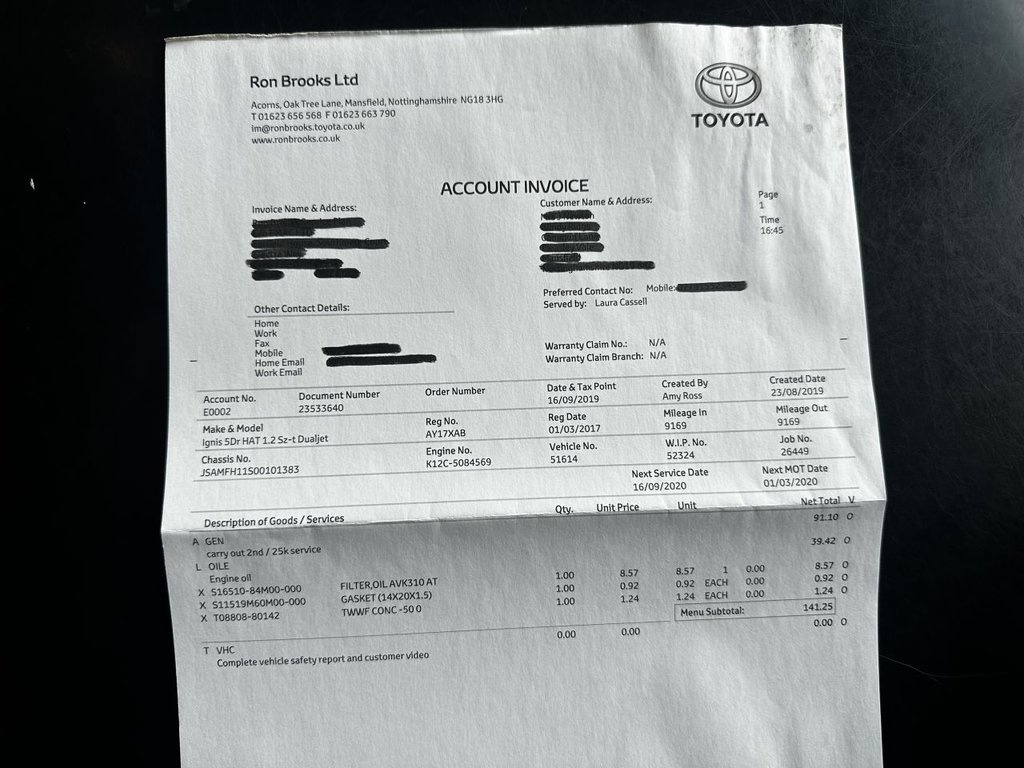 Ron Brooks Ltd
Acorns, Oak Tree Lane, Mansfield, Nottinghamshire NG18 3HG
T 01623 656 568 F 01623 663 790
im@ronbrooks.toyota.co.uk
www.ronbrooks.co.uk
TOYOTA
ACCOUNT INVOICE
Page
1
Time
16:45
Invoice Name & Address:
Customer Name & Address:
Preferred Contact No: Mobile:
Served by: Laura Cassell
Other Contact Details:
Home
Work
Fax
Mobile
Home Email
Work Email
Warranty Claim No.: N/A
Warranty Claim Branch: N/A
Account No. Document Number Order Number Date & Tax Point Created By Created Date
E0002 23533640 16/09/2019 Amy Ross 23/08/2019
Make & Model Reg No. Reg Date Mileage In Mileage Out
Ignis 5Dr HAT 1.2 Sz-t Dualjet AY17XAB 01/03/2017 9169 9169
Chassis No. Engine No. Vehicle No. W.I.P. No. Job No.
JSAMFH11S00101383 K12C-5084569 51614 52324 26449
Next Service Date Next MOT Date
16/09/2020 01/03/2020
Description of Goods / Services Qty. Unit Price Unit Net Total V
A GEN 91.10 O
carry out 2nd / 25k service
L OILE 39.42 O
Engine oil
X S16510-84M00-000 FILTER,OIL AVK310 AT 1.00 8.57 8.57 1 0.00 8.57 O
X S11519M60M00-000 GASKET (14X20X1.5) 1.00 0.92 0.92 EACH 0.00 0.92 O
X T08808-80142 TWWF CONC -50 0 1.00 1.24 1.24 EACH 0.00 1.24 O
Menu Subtotal: 141.25
T VHC 0.00 0.00 0.00 O
Complete vehicle safety report and customer video